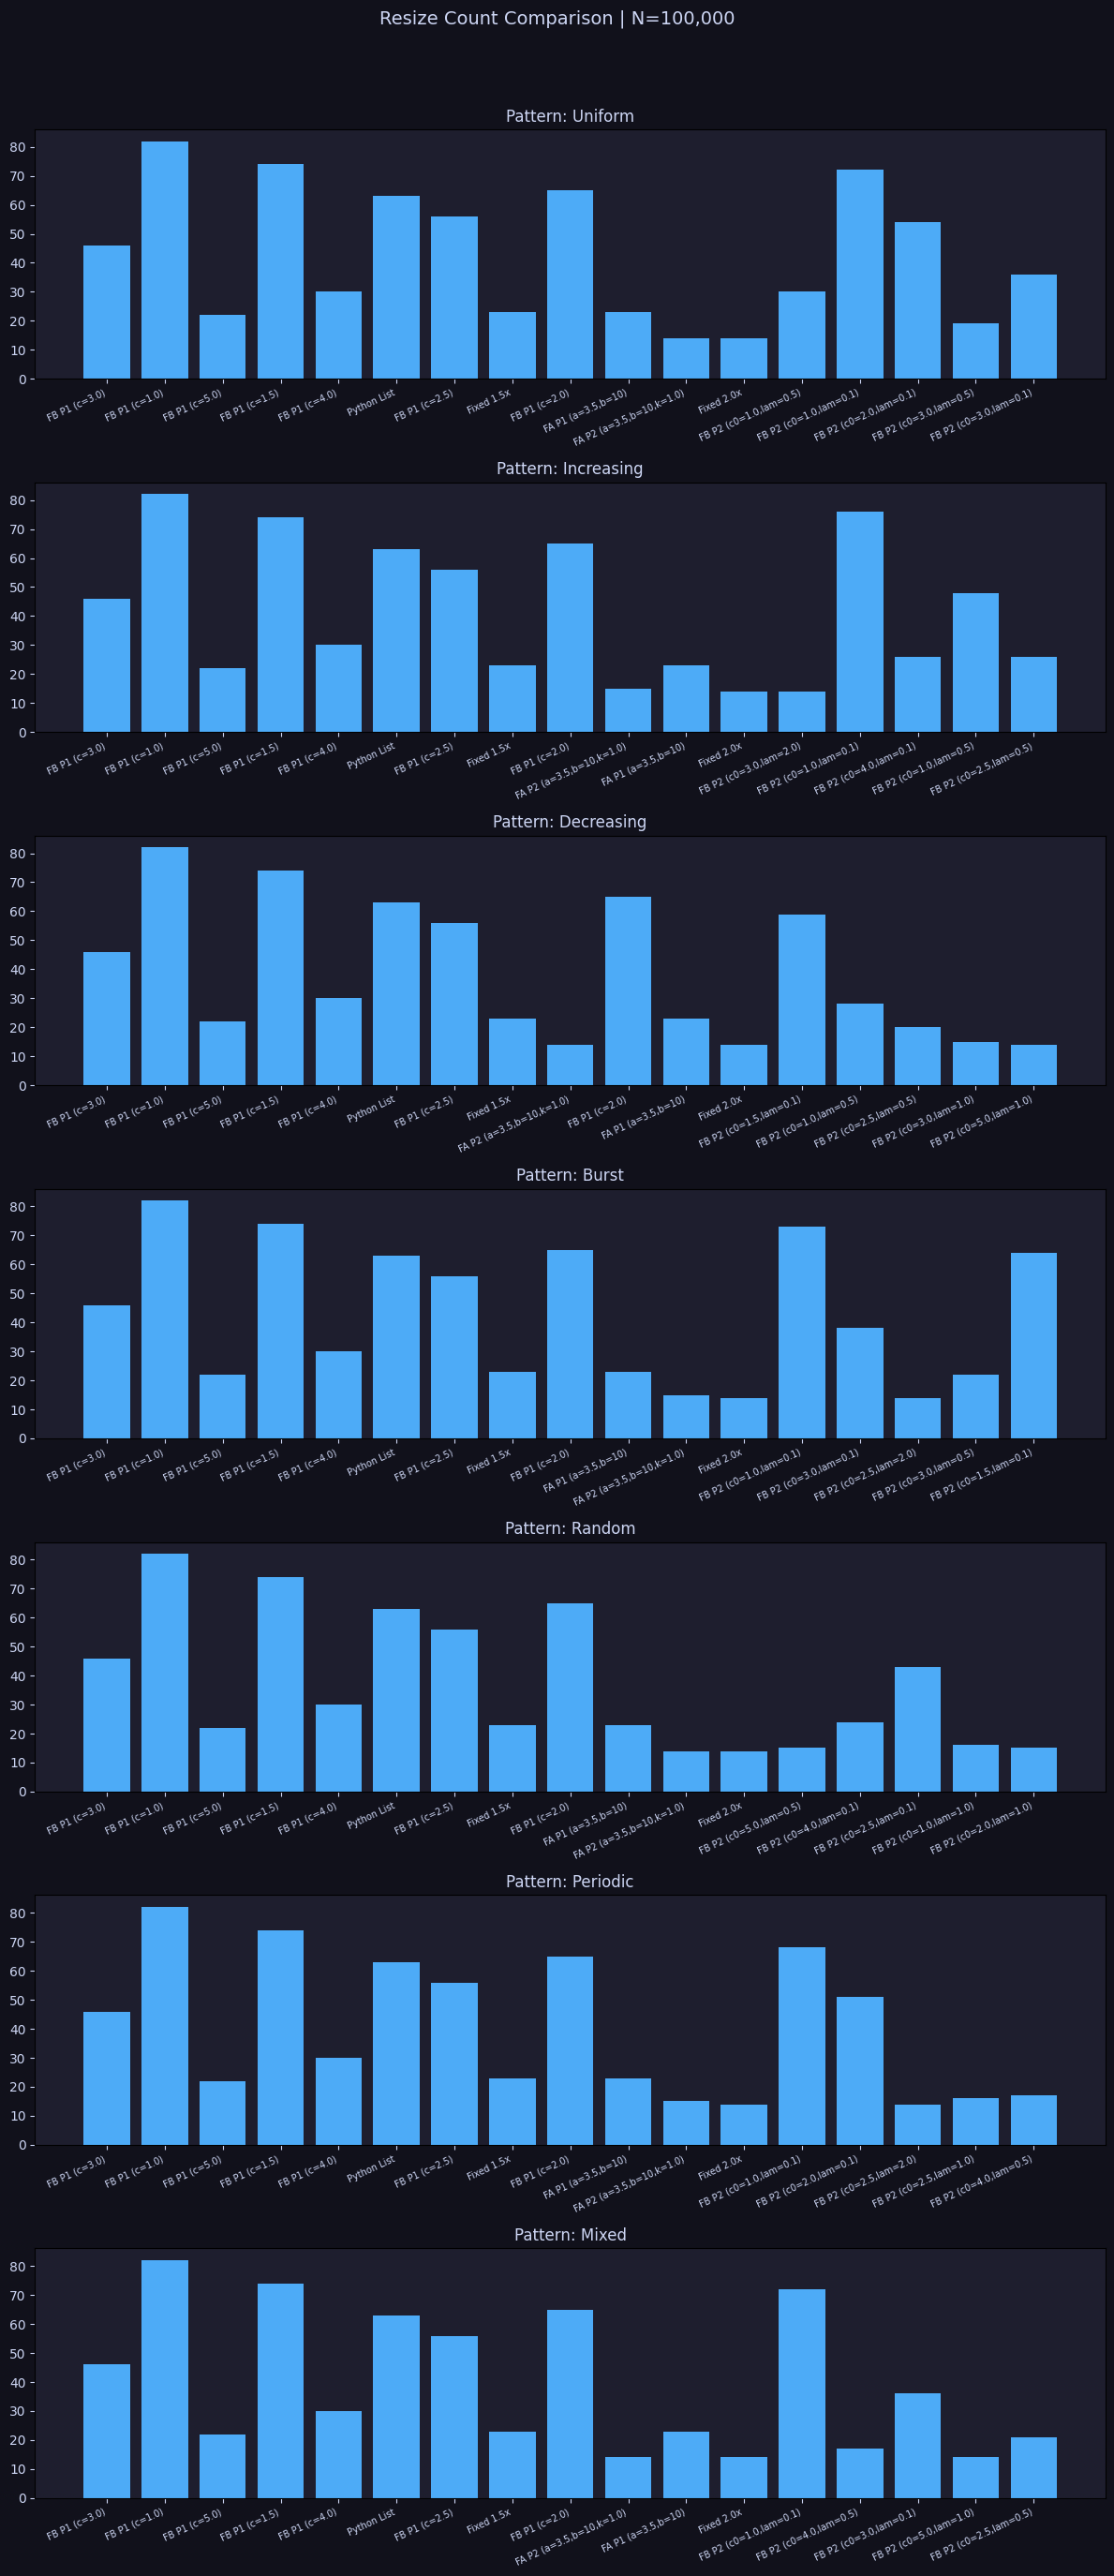 Resize Count Comparison | N=100,000
Pattern: Uniform
80
70
60
50
40
30
20
10
0
FB P1 (c=3.0)
FB P1 (c=1.0)
FB P1 (c=5.0)
FB P1 (c=1.5)
FB P1 (c=4.0)
Python List
FB P1 (c=2.5)
Fixed 1.5x
FB P1 (c=2.0)
FA P1 (a=3.5,b=10)
FA P2 (a=3.5,b=10,k=1.0)
Fixed 2.0x
FB P2 (c0=1.0,lam=0.5)
FB P2 (c0=1.0,lam=0.1)
FB P2 (c0=2.0,lam=0.1)
FB P2 (c0=3.0,lam=0.5)
FB P2 (c0=3.0,lam=0.1)
Pattern: Increasing
80
70
60
50
40
30
20
10
0
FB P1 (c=3.0)
FB P1 (c=1.0)
FB P1 (c=5.0)
FB P1 (c=1.5)
FB P1 (c=4.0)
Python List
FB P1 (c=2.5)
Fixed 1.5x
FB P1 (c=2.0)
FA P2 (a=3.5,b=10,k=1.0)
FA P1 (a=3.5,b=10)
Fixed 2.0x
FB P2 (c0=3.0,lam=2.0)
FB P2 (c0=1.0,lam=0.1)
FB P2 (c0=4.0,lam=0.1)
FB P2 (c0=1.0,lam=0.5)
FB P2 (c0=2.5,lam=0.5)
Pattern: Decreasing
80
70
60
50
40
30
20
10
0
FB P1 (c=3.0)
FB P1 (c=1.0)
FB P1 (c=5.0)
FB P1 (c=1.5)
FB P1 (c=4.0)
Python List
FB P1 (c=2.5)
Fixed 1.5x
FA P2 (a=3.5,b=10,k=1.0)
FB P1 (c=2.0)
FA P1 (a=3.5,b=10)
Fixed 2.0x
FB P2 (c0=1.5,lam=0.1)
FB P2 (c0=1.0,lam=0.5)
FB P2 (c0=2.5,lam=0.5)
FB P2 (c0=3.0,lam=1.0)
FB P2 (c0=5.0,lam=1.0)
Pattern: Burst
80
70
60
50
40
30
20
10
0
FB P1 (c=3.0)
FB P1 (c=1.0)
FB P1 (c=5.0)
FB P1 (c=1.5)
FB P1 (c=4.0)
Python List
FB P1 (c=2.5)
Fixed 1.5x
FB P1 (c=2.0)
FA P1 (a=3.5,b=10)
FA P2 (a=3.5,b=10,k=1.0)
Fixed 2.0x
FB P2 (c0=1.0,lam=0.1)
FB P2 (c0=3.0,lam=0.1)
FB P2 (c0=2.5,lam=2.0)
FB P2 (c0=3.0,lam=0.5)
FB P2 (c0=1.5,lam=0.1)
Pattern: Random
80
70
60
50
40
30
20
10
0
FB P1 (c=3.0)
FB P1 (c=1.0)
FB P1 (c=5.0)
FB P1 (c=1.5)
FB P1 (c=4.0)
Python List
FB P1 (c=2.5)
Fixed 1.5x
FB P1 (c=2.0)
FA P1 (a=3.5,b=10)
FA P2 (a=3.5,b=10,k=1.0)
Fixed 2.0x
FB P2 (c0=5.0,lam=0.5)
FB P2 (c0=4.0,lam=0.1)
FB P2 (c0=2.5,lam=0.1)
FB P2 (c0=1.0,lam=1.0)
FB P2 (c0=2.0,lam=1.0)
Pattern: Periodic
80
70
60
50
40
30
20
10
0
FB P1 (c=3.0)
FB P1 (c=1.0)
FB P1 (c=5.0)
FB P1 (c=1.5)
FB P1 (c=4.0)
Python List
FB P1 (c=2.5)
Fixed 1.5x
FB P1 (c=2.0)
FA P1 (a=3.5,b=10)
FA P2 (a=3.5,b=10,k=1.0)
Fixed 2.0x
FB P2 (c0=1.0,lam=0.1)
FB P2 (c0=2.0,lam=0.1)
FB P2 (c0=2.5,lam=2.0)
FB P2 (c0=2.5,lam=1.0)
FB P2 (c0=4.0,lam=0.5)
Pattern: Mixed
80
70
60
50
40
30
20
10
0
FB P1 (c=3.0)
FB P1 (c=1.0)
FB P1 (c=5.0)
FB P1 (c=1.5)
FB P1 (c=4.0)
Python List
FB P1 (c=2.5)
Fixed 1.5x
FB P1 (c=2.0)
FA P2 (a=3.5,b=10,k=1.0)
FA P1 (a=3.5,b=10)
Fixed 2.0x
FB P2 (c0=1.0,lam=0.1)
FB P2 (c0=4.0,lam=0.5)
FB P2 (c0=3.0,lam=0.1)
FB P2 (c0=5.0,lam=1.0)
FB P2 (c0=2.5,lam=0.5)